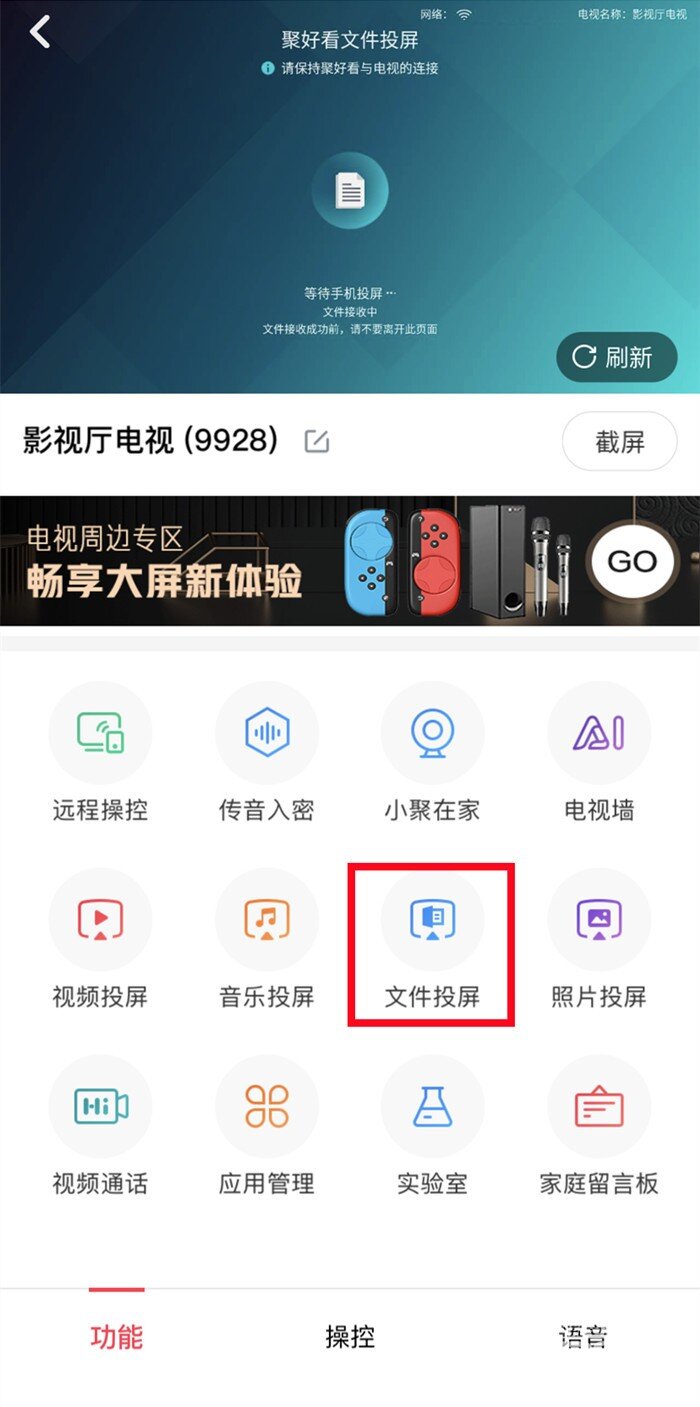 网络：
电视名称：影视厅电视
聚好看文件投屏
请保持聚好看与电视的连接
等待手机投屏 ···
文件接收中
文件接收成功前，请不要离开此页面
刷新
影视厅电视 (9928)
截屏
电视周边专区
畅享大屏新体验
GO
远程操控
传音入密
小聚在家
AI
电视墙
视频投屏
音乐投屏
文件投屏
照片投屏
Hi
视频通话
应用管理
实验室
家庭留言板
功能
操控
语音